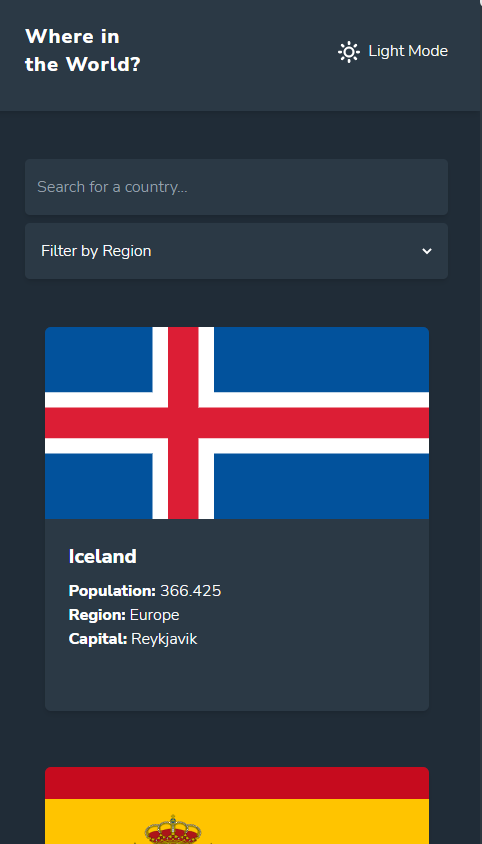 Where in
the World?
Light Mode
Search for a country...
Filter by Region
Iceland
Population: 366.425
Region: Europe
Capital: Reykjavik